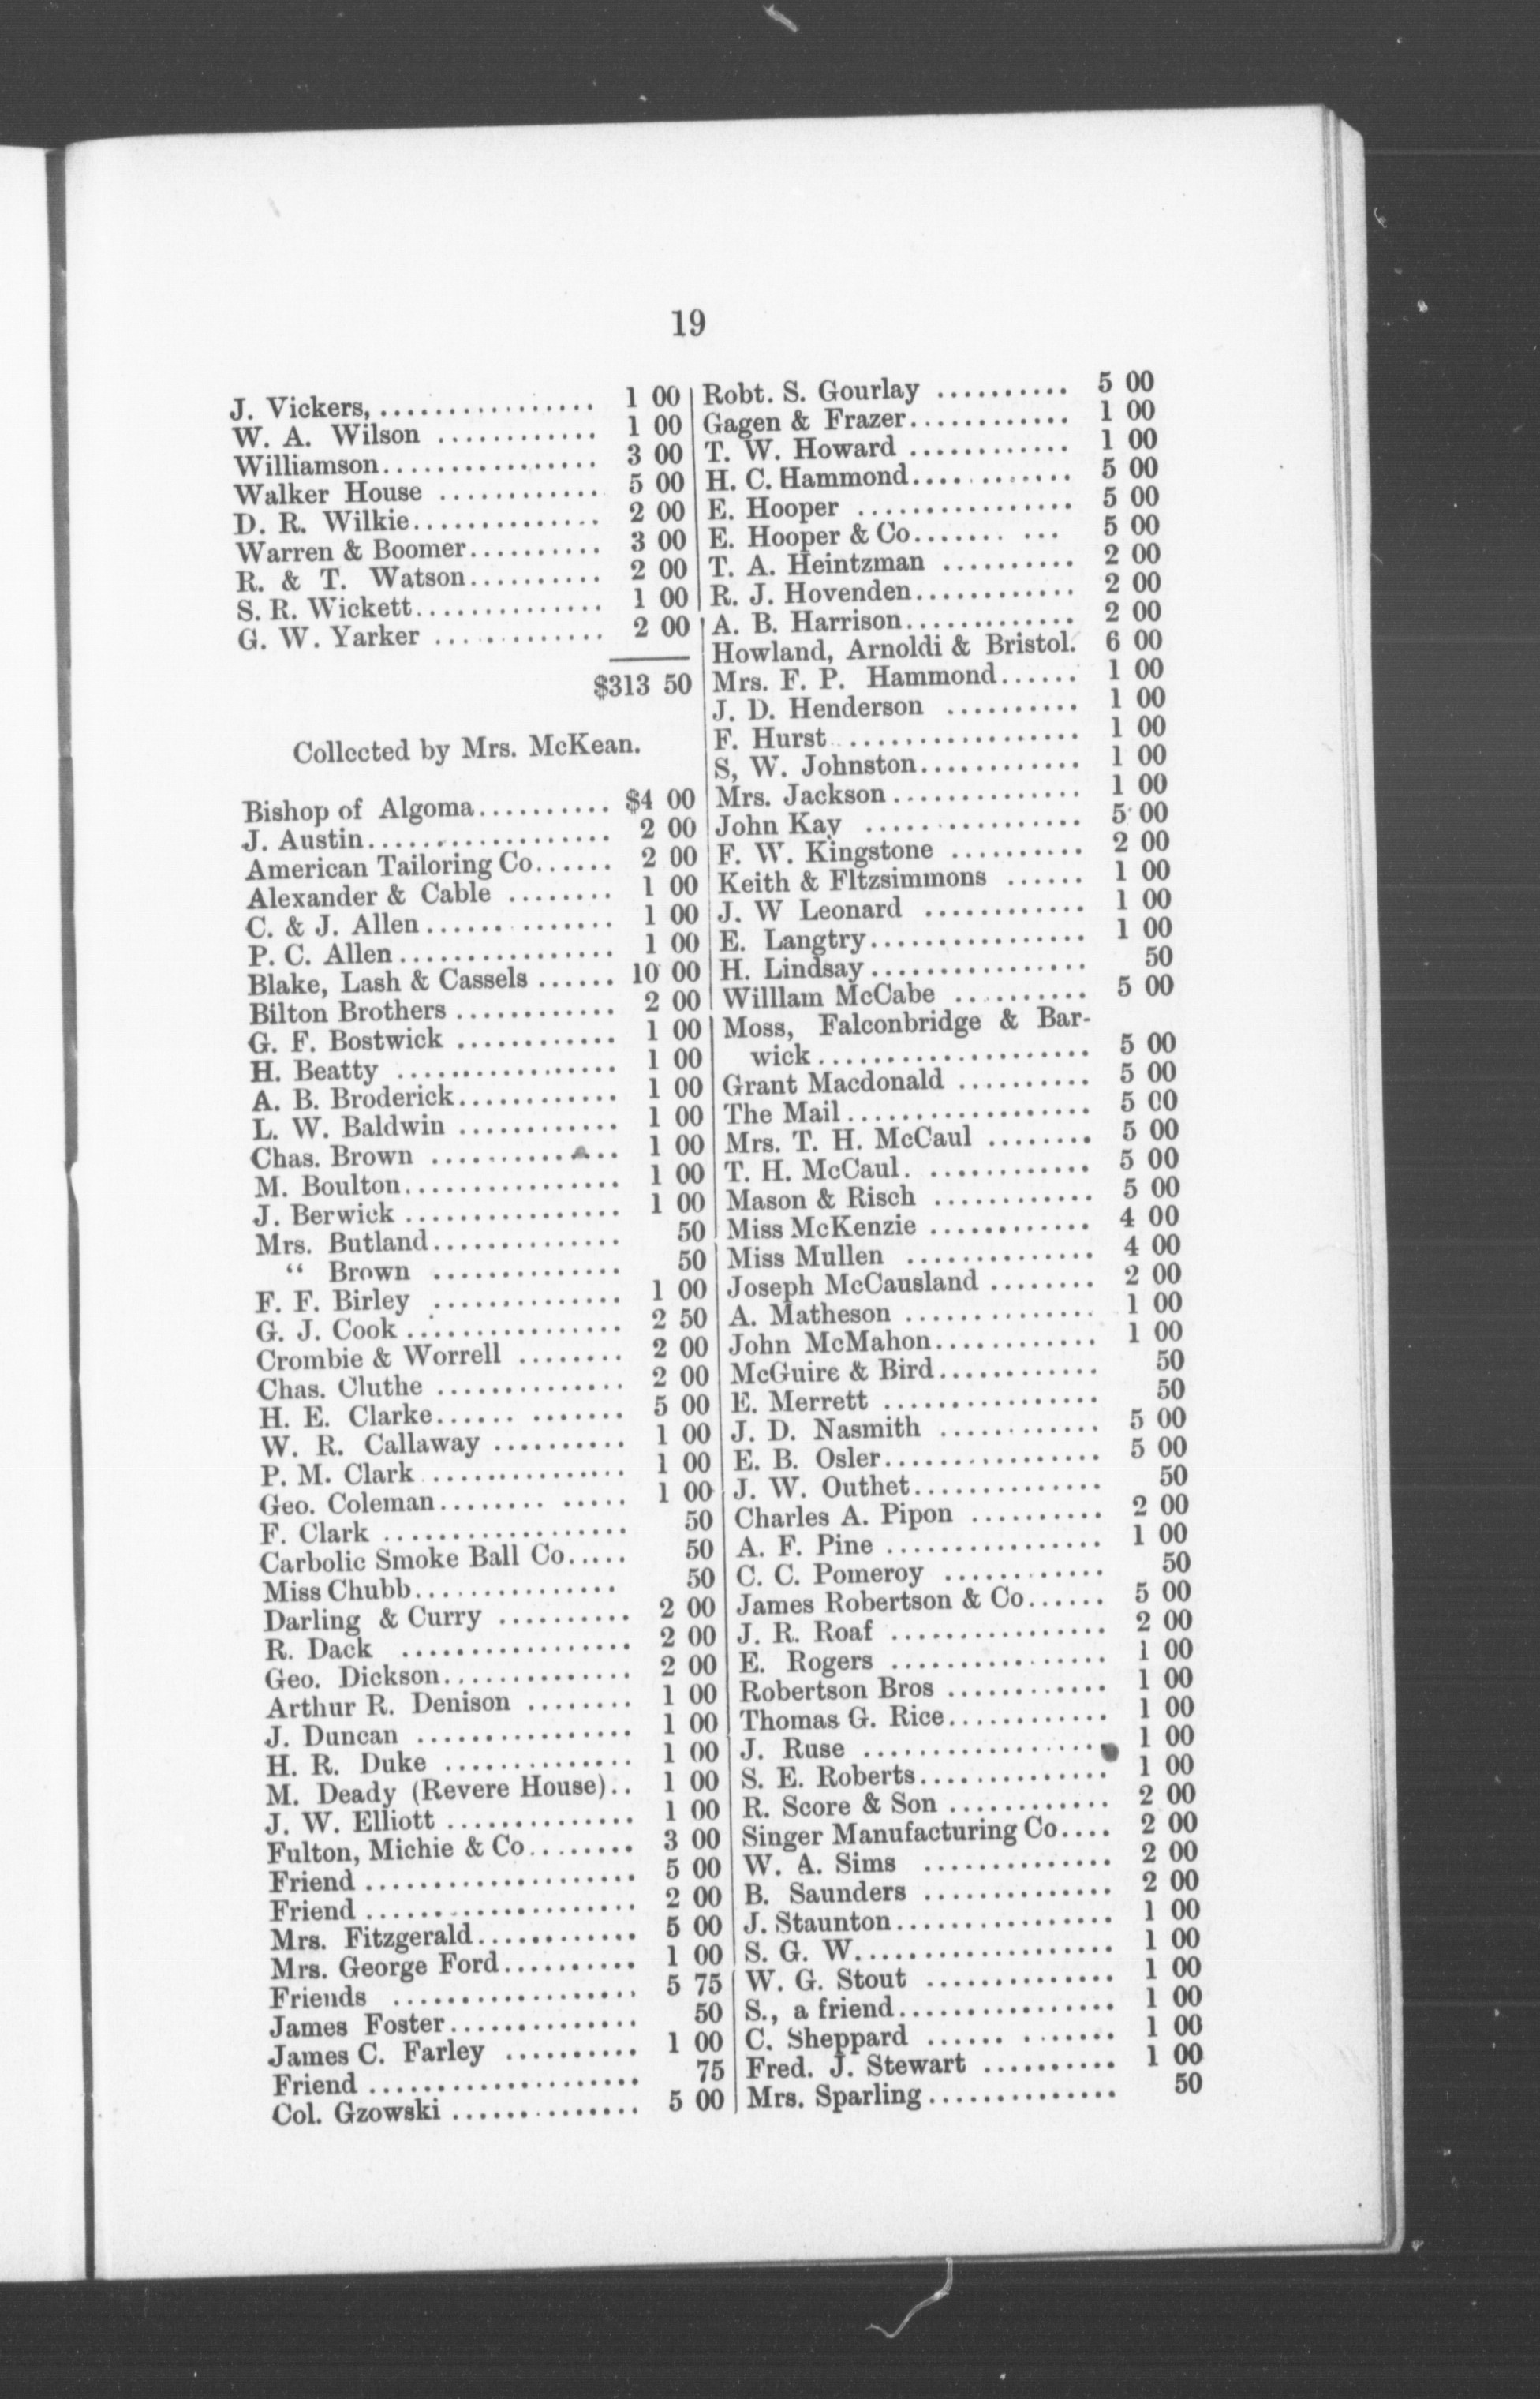 19
J. Vickers, ................ 1 00
W. A. Wilson ............ 1 00
Williamson................ 3 00
Walker House ............ 5 00
D. R. Wilkie.............. 2 00
Warren & Boomer.......... 3 00
R. & T. Watson.......... 2 00
S. R. Wickett.............. 1 00
G. W. Yarker ............. 2 00
$313 50
Collected by Mrs. McKean.
Bishop of Algoma.......... $4 00
J. Austin.................. 2 00
American Tailoring Co...... 2 00
Alexander & Cable ........ 1 00
C. & J. Allen.............. 1 00
P. C. Allen................ 1 00
Blake, Lash & Cassels ...... 10 00
Bilton Brothers ............ 2 00
G. F. Bostwick ............ 1 00
H. Beatty ................ 1 00
A. B. Broderick............ 1 00
L. W. Baldwin ............ 1 00
Chas. Brown .............. 1 00
M. Boulton................ 1 00
J. Berwick ................ 1 00
Mrs. Butland.............. 50
“ Brown .............. 50
F. F. Birley .............. 1 00
G. J. Cook ................ 2 50
Crombie & Worrell ........ 2 00
Chas. Cluthe .............. 2 00
H. E. Clarke...... ....... 5 00
W. R. Callaway .......... 1 00
P. M. Clark ............... 1 00
Geo. Coleman........ ..... 1 00
F. Clark .................. 50
Carbolic Smoke Ball Co..... 50
Miss Chubb............... 50
Darling & Curry .......... 2 00
R. Dack ................. 2 00
Geo. Dickson.............. 2 00
Arthur R. Denison ........ 1 00
J. Duncan ................ 1 00
H. R. Duke .............. 1 00
M. Deady (Revere House).. 1 00
J. W. Elliott .............. 1 00
Fulton, Michie & Co........ 3 00
Friend .................... 5 00
Friend .................... 2 00
Mrs. Fitzgerald............ 5 00
Mrs. George Ford.......... 1 00
Friends .................. 5 75
James Foster.............. 50
James C. Farley .......... 1 00
Friend .................... 75
Col. Gzowski .............. 5 00
Robt. S. Gourlay .......... 5 00
Gagen & Frazer............ 1 00
T. W. Howard ............ 1 00
H. C. Hammond............ 5 00
E. Hooper ................ 5 00
E. Hooper & Co....... ... 5 00
T. A. Heintzman .......... 2 00
R. J. Hovenden............ 2 00
A. B. Harrison............. 2 00
Howland, Arnoldi & Bristol. 6 00
Mrs. F. P. Hammond...... 1 00
J. D. Henderson .......... 1 00
F. Hurst .................. 1 00
S, W. Johnston............ 1 00
Mrs. Jackson.............. 1 00
John Kay ................ 5 00
F. W. Kingstone .......... 2 00
Keith & Fltzsimmons ...... 1 00
J. W Leonard ............ 1 00
E. Langtry................ 1 00
H. Lindsay................ 50
Willlam McCabe .......... 5 00
Moss, Falconbridge & Bar-
wick.................... 5 00
Grant Macdonald .......... 5 00
The Mail.................. 5 00
Mrs. T. H. McCaul ........ 5 00
T. H. McCaul. ............ 5 00
Mason & Risch ............ 5 00
Miss McKenzie ............ 4 00
Miss Mullen .............. 4 00
Joseph McCausland ........ 2 00
A. Matheson .............. 1 00
John McMahon............ 1 00
McGuire & Bird............ 50
E. Merrett ................ 50
J. D. Nasmith ............ 5 00
E. B. Osler................ 5 00
J. W. Outhet.............. 50
Charles A. Pipon .......... 2 00
A. F. Pine ................ 1 00
C. C. Pomeroy ............ 50
James Robertson & Co...... 5 00
J. R. Roaf ................ 2 00
E. Rogers ................ 1 00
Robertson Bros ............ 1 00
Thomas G. Rice............ 1 00
J. Ruse .................. 1 00
S. E. Roberts.............. 1 00
R. Score & Son ............ 2 00
Singer Manufacturing Co.... 2 00
W. A. Sims .............. 2 00
B. Saunders .............. 2 00
J. Staunton................ 1 00
S. G. W................... 1 00
W. G. Stout .............. 1 00
S., a friend................ 1 00
C. Sheppard ...... ....... 1 00
Fred. J. Stewart .......... 1 00
Mrs. Sparling.............. 50